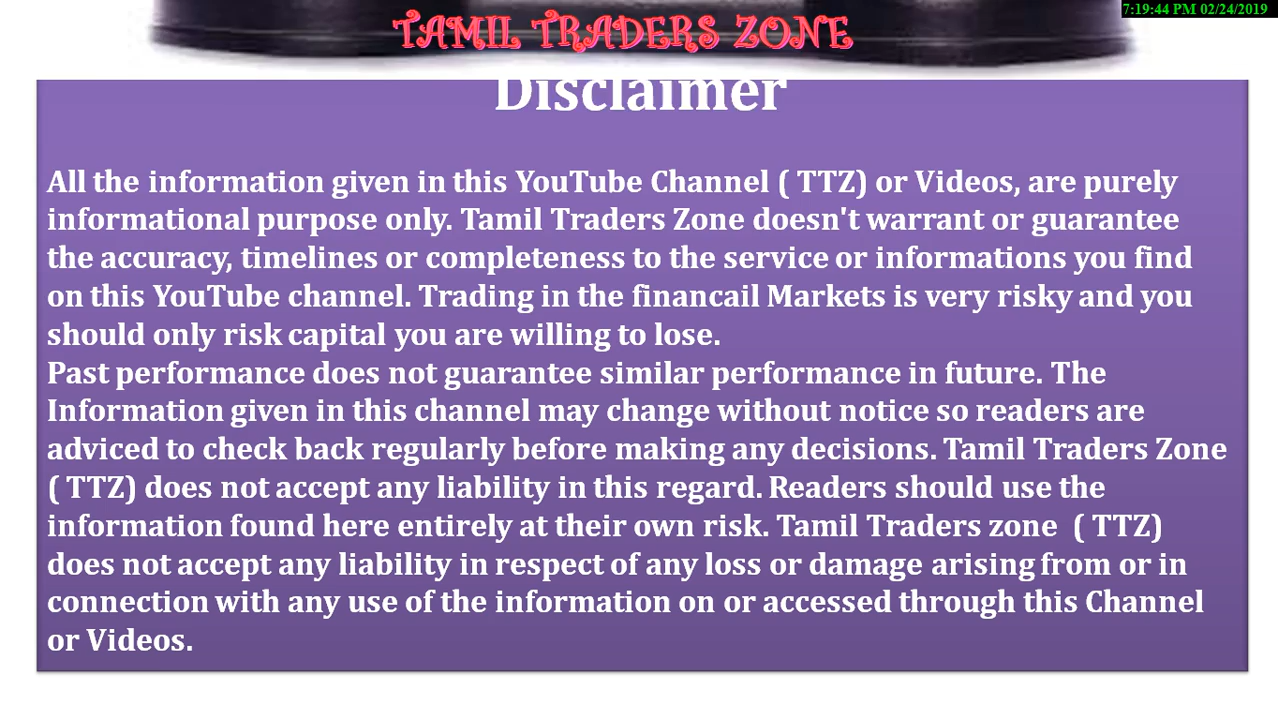 7:19:44 PM 02/24/2019
TAMIL TRADERS ZONE
Disclaimer
All the information given in this YouTube Channel ( TTZ) or Videos, are purely
informational purpose only. Tamil Traders Zone doesn't warrant or guarantee
the accuracy, timelines or completeness to the service or informations you find
on this YouTube channel. Trading in the financail Markets is very risky and you
should only risk capital you are willing to lose.
Past performance does not guarantee similar performance in future. The
Information given in this channel may change without notice so readers are
adviced to check back regularly before making any decisions. Tamil Traders Zone
( TTZ) does not accept any liability in this regard. Readers should use the
information found here entirely at their own risk. Tamil Traders zone  ( TTZ)
does not accept any liability in respect of any loss or damage arising from or in
connection with any use of the information on or accessed through this Channel
or Videos.